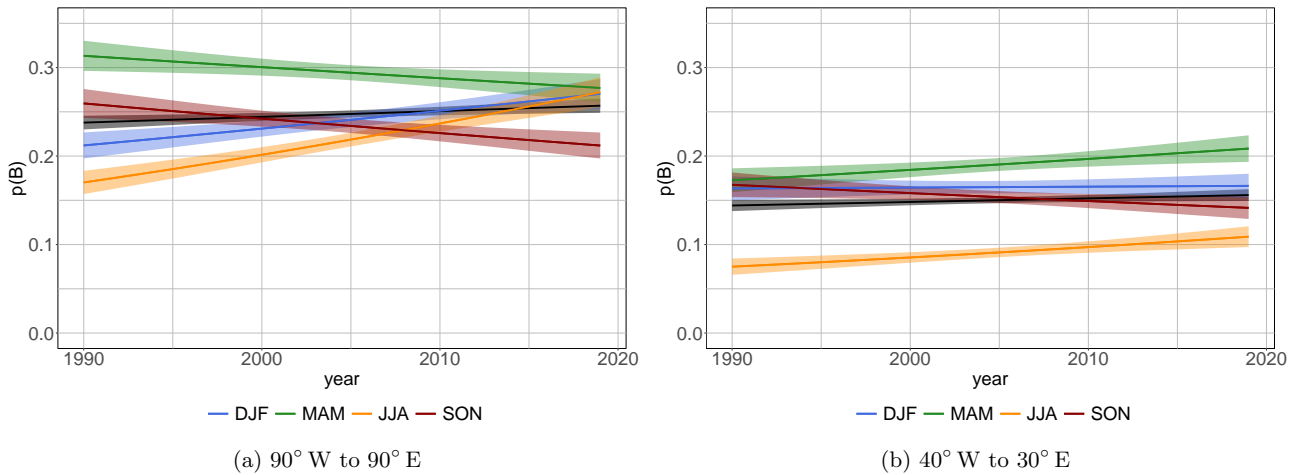 p(B)
0.3
0.2
0.1
0.0
1990 2000 2010 2020
year
DJF MAM JJA SON
(a) 90° W to 90° E
p(B)
0.3
0.2
0.1
0.0
1990 2000 2010 2020
year
DJF MAM JJA SON
(b) 40° W to 30° E